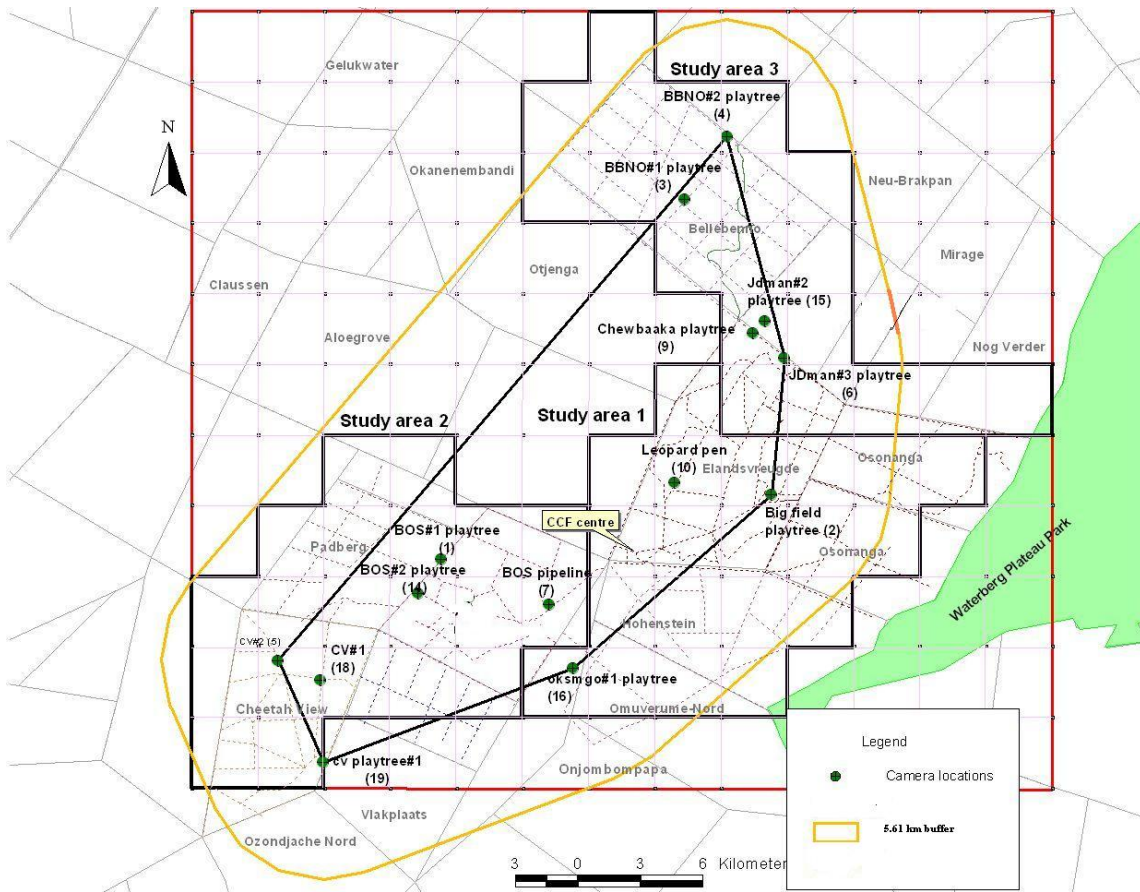 Gelukwater
Study area 3
BBNO#2 playtree
(4)
N
Okanenembandi
BBNO#1 playtree
(3)
Neu-Brakpan
Bellebenno
Mirage
Otjenga
Claussen
Jdman#2
playtree (15)
Chewbaaka playtree
(9)
Aloegrove
Nog Verder
JDman#3 playtree
(6)
Study area 2
Study area 1
Leopard pen
(10)
Elandsvreugde
Osonanga
Big field
playtree (2)
CCF centre
BOS#1 playtree
(1)
Padberg
Osonanga
BOS#2 playtree
(14)
BOS pipeline
(7)
Waterberg Plateau Park
Hohenstein
CV#2 (5)
CV#1
(18)
oksmgo#1 playtree
(16)
Cheetah View
Omuverume-Nord
cv playtree#1
(19)
Onjombompapa
Vlakplaats
Ozondjache Nord
Legend
Camera locations
5.61 km buffer
3 0 3 6 Kilometer